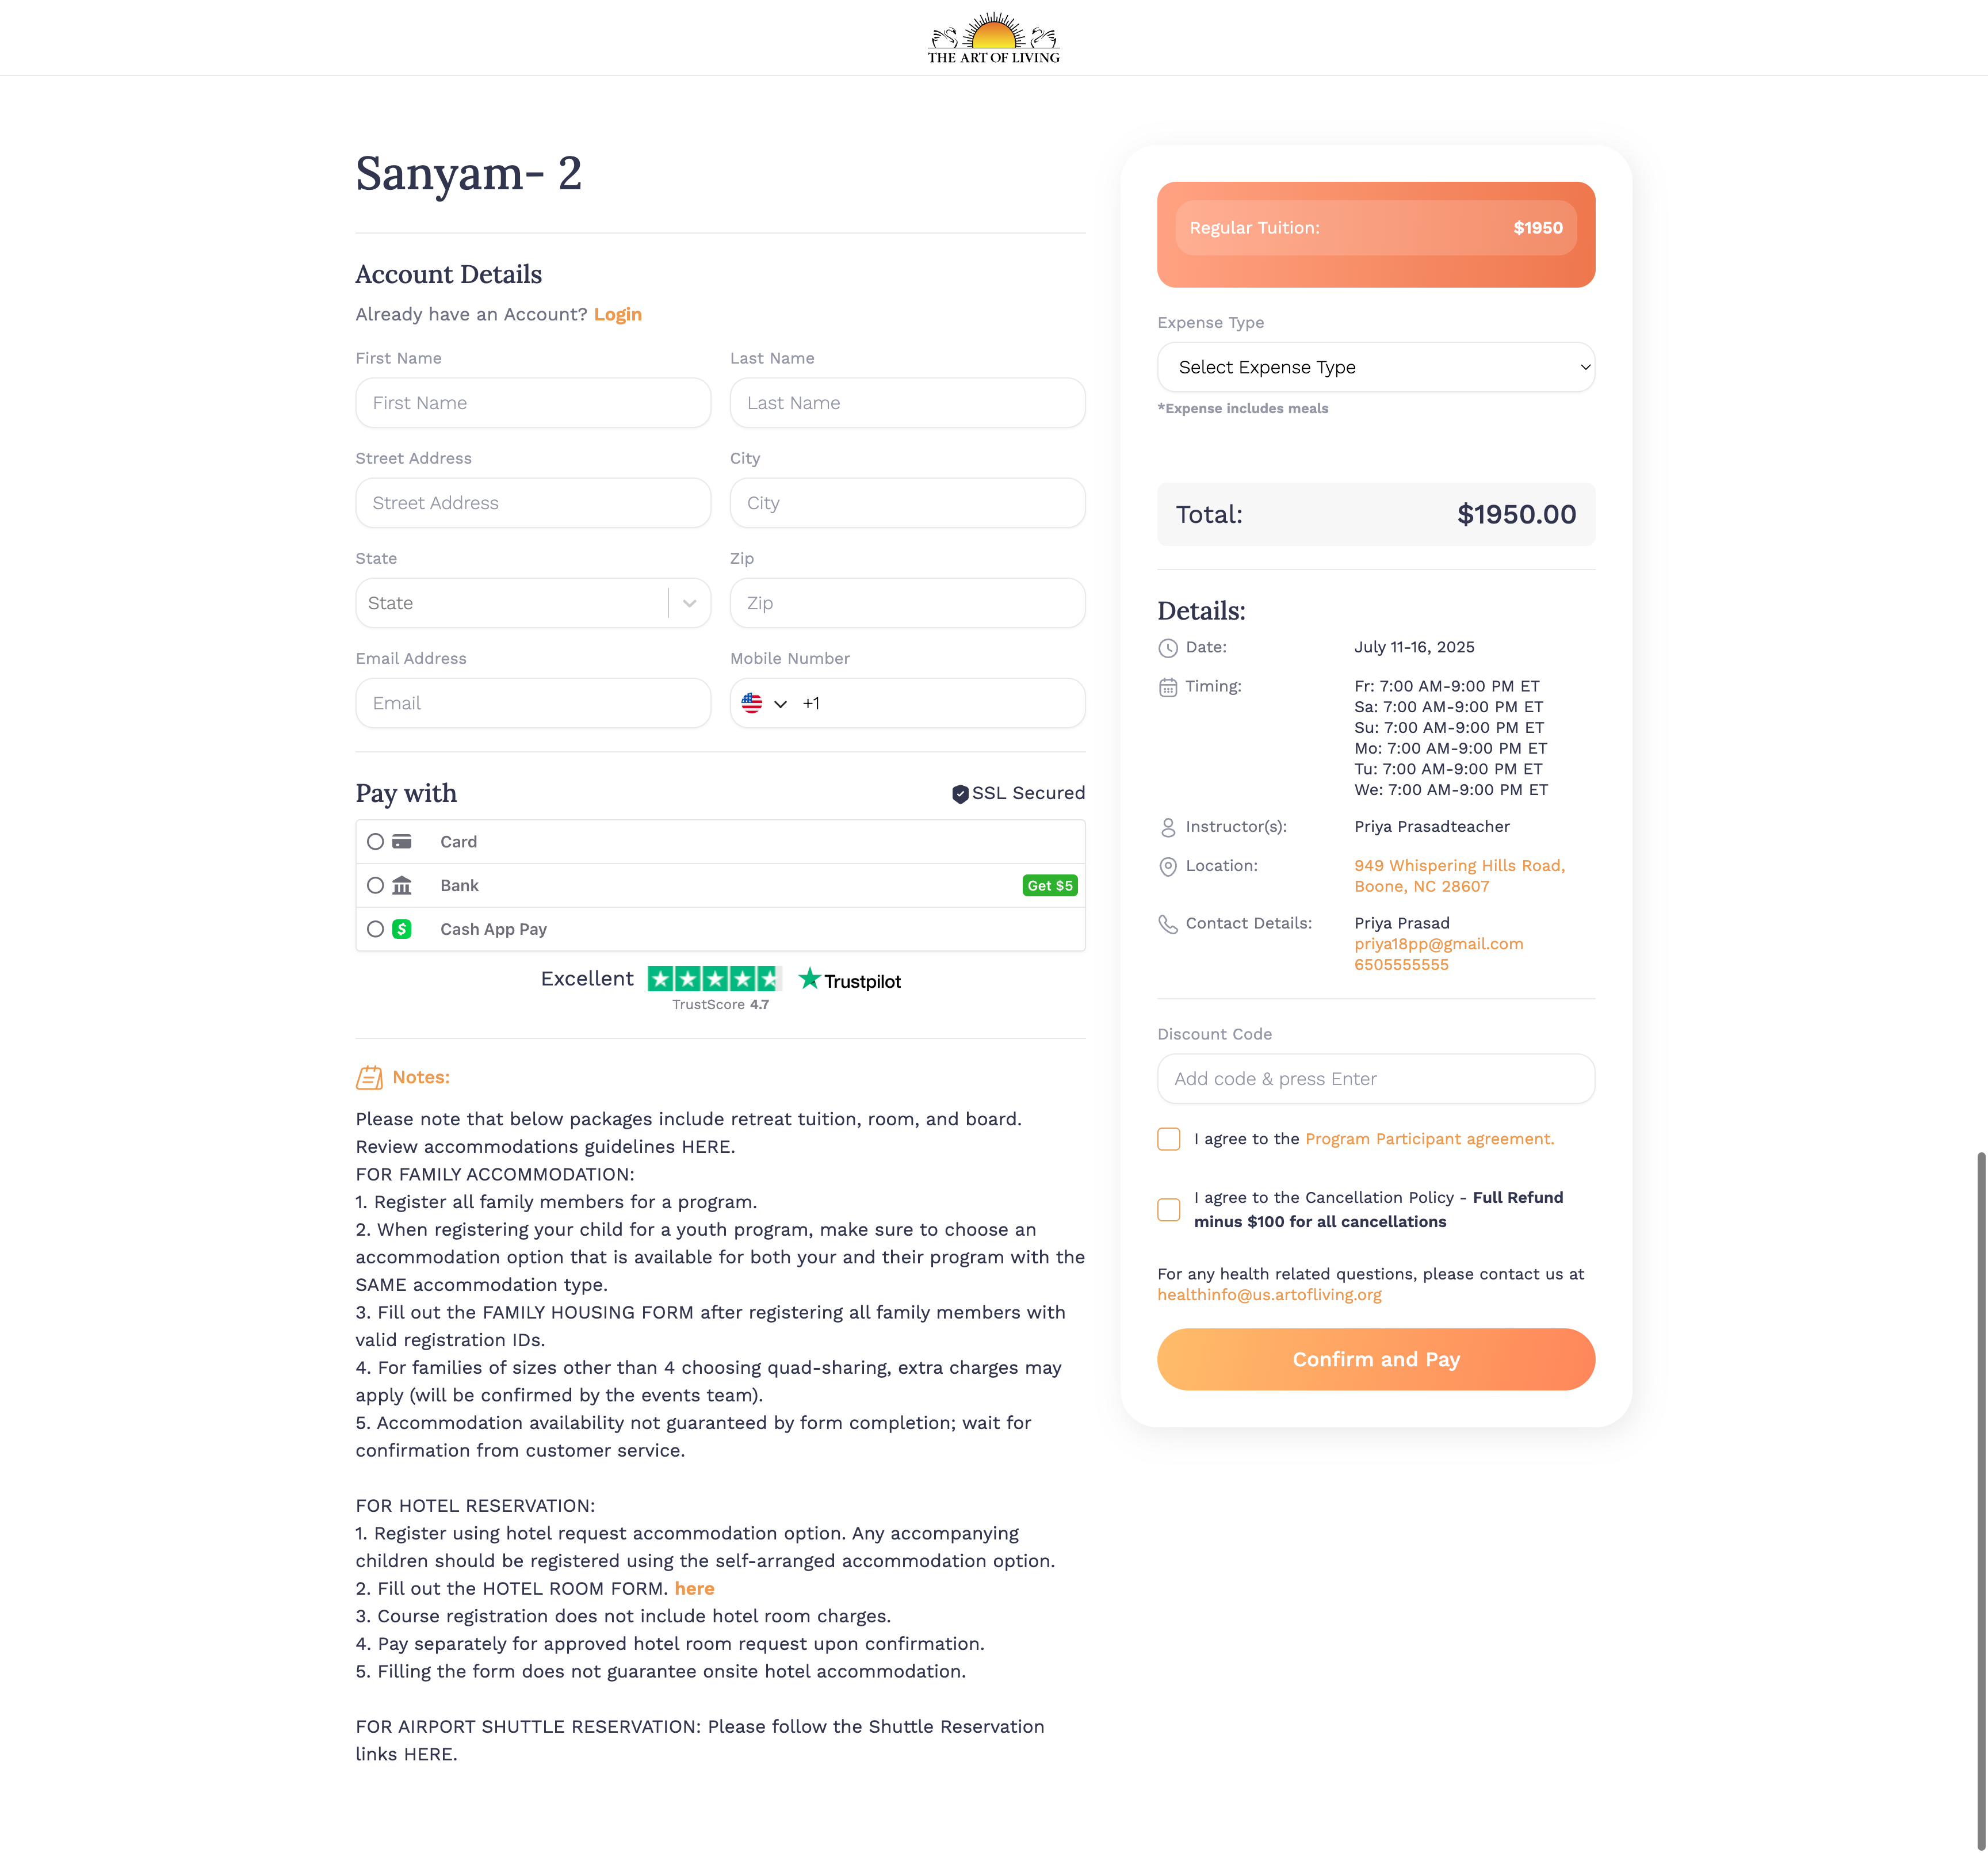 THE ART OF LIVING
Sanyam- 2
Account Details
Already have an Account? Login
First Name
Last Name
First Name
Last Name
Street Address
City
Street Address
City
State
Zip
State
Zip
Email Address
Mobile Number
Email
+1
Pay with
SSL Secured
Card
Bank
Get $5
Cash App Pay
Excellent
Trustpilot
TrustScore 4.7
Notes:
Please note that below packages include retreat tuition, room, and board.
Review accommodations guidelines HERE.
FOR FAMILY ACCOMMODATION:
1. Register all family members for a program.
2. When registering your child for a youth program, make sure to choose an
accommodation option that is available for both your and their program with the
SAME accommodation type.
3. Fill out the FAMILY HOUSING FORM after registering all family members with
valid registration IDs.
4. For families of sizes other than 4 choosing quad-sharing, extra charges may
apply (will be confirmed by the events team).
5. Accommodation availability not guaranteed by form completion; wait for
confirmation from customer service.
FOR HOTEL RESERVATION:
1. Register using hotel request accommodation option. Any accompanying
children should be registered using the self-arranged accommodation option.
2. Fill out the HOTEL ROOM FORM. here
3. Course registration does not include hotel room charges.
4. Pay separately for approved hotel room request upon confirmation.
5. Filling the form does not guarantee onsite hotel accommodation.
FOR AIRPORT SHUTTLE RESERVATION: Please follow the Shuttle Reservation
links HERE.
Regular Tuition: $1950
Expense Type
Select Expense Type
*Expense includes meals
Total: $1950.00
Details:
Date: July 11-16, 2025
Timing: Fr: 7:00 AM-9:00 PM ET
Sa: 7:00 AM-9:00 PM ET
Su: 7:00 AM-9:00 PM ET
Mo: 7:00 AM-9:00 PM ET
Tu: 7:00 AM-9:00 PM ET
We: 7:00 AM-9:00 PM ET
Instructor(s): Priya Prasadteacher
Location: 949 Whispering Hills Road,
Boone, NC 28607
Contact Details: Priya Prasad
priya18pp@gmail.com
6505555555
Discount Code
Add code & press Enter
I agree to the Program Participant agreement.
I agree to the Cancellation Policy - Full Refund
minus $100 for all cancellations
For any health related questions, please contact us at
healthinfo@us.artofliving.org
Confirm and Pay